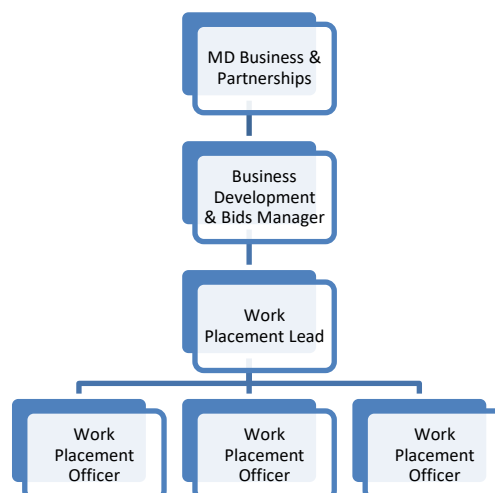 MD Business &
Partnerships
Business
Development
& Bids Manager
Work
Placement Lead
Work
Placement
Officer
Work
Placement
Officer
Work
Placement
Officer